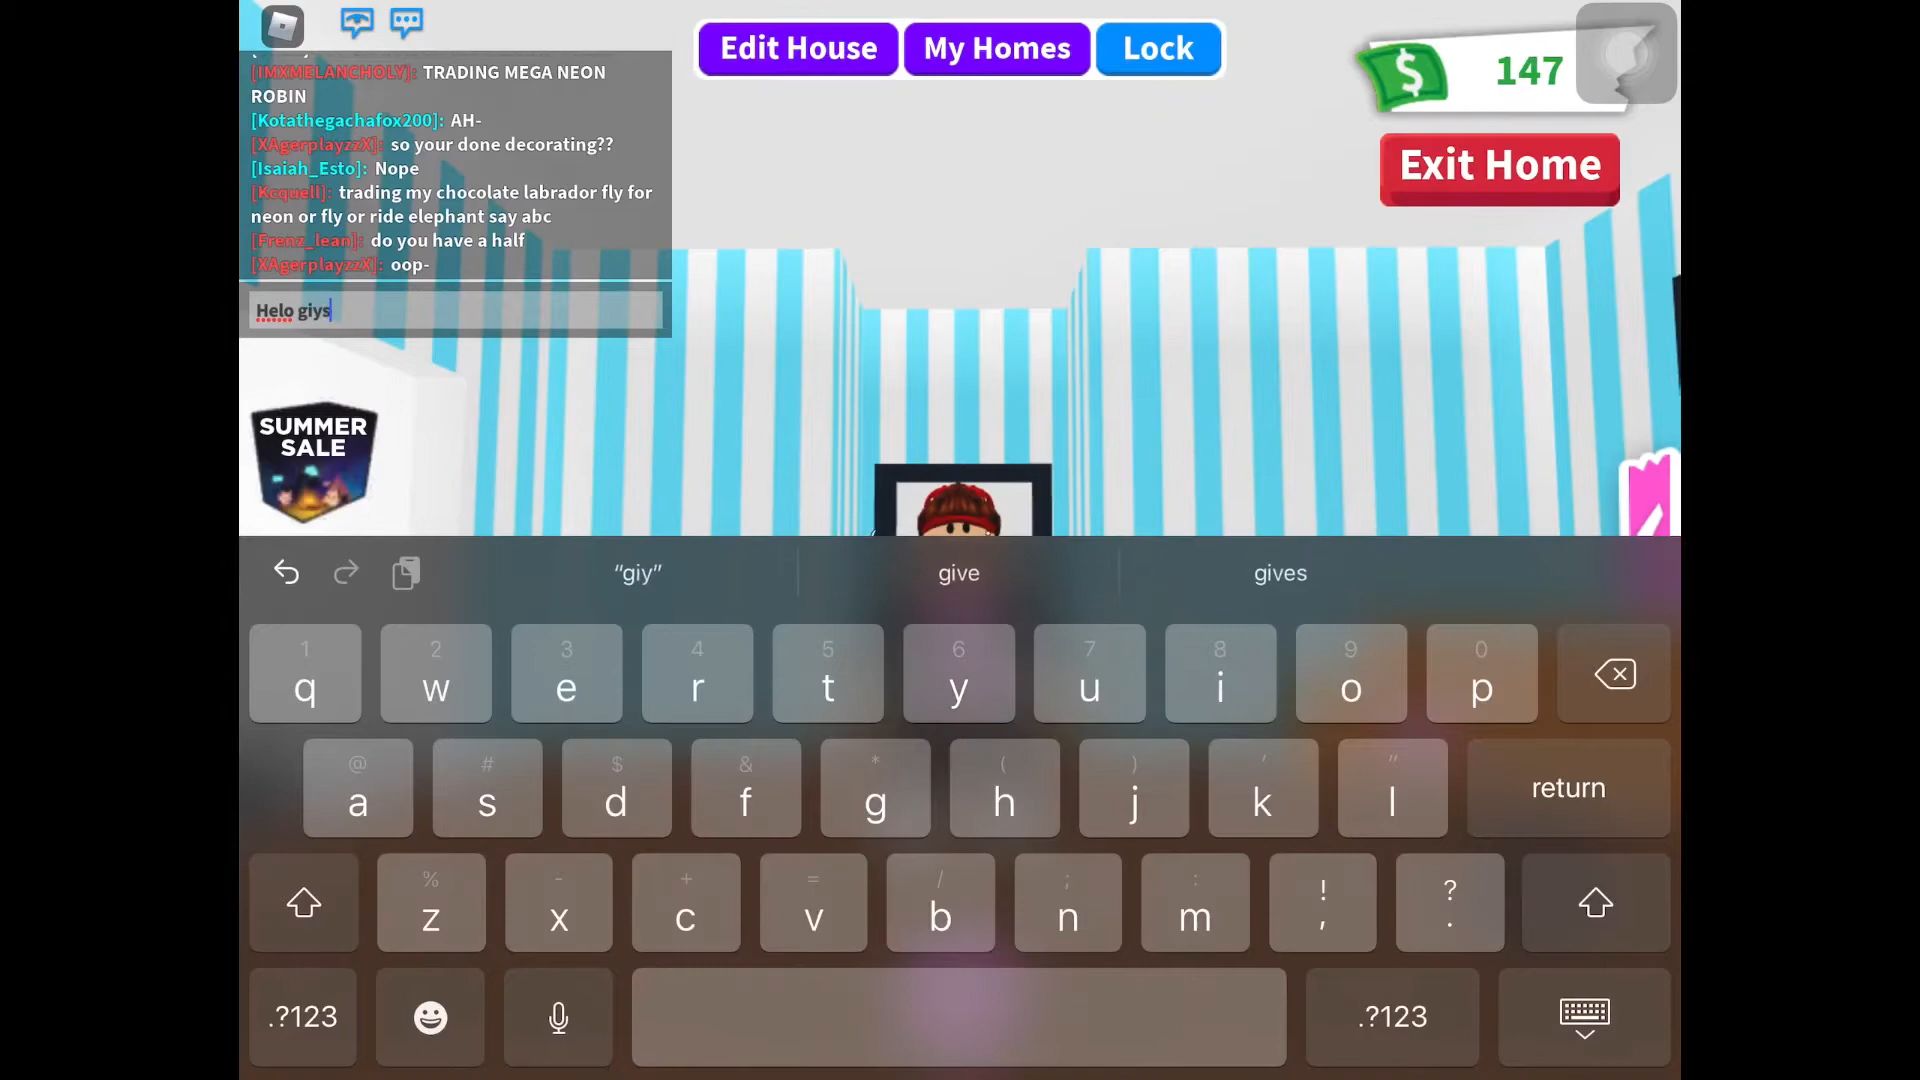 Edit House
My Homes
Lock
147
Exit Home
[IMXMELANCHOLY]: TRADING MEGA NEON
ROBIN
[Kotathegachafox200]: AH-
[XAgerplayzzX]: so your done decorating??
[Isaiah_Esto]: Nope
[Kcquell]: trading my chocolate labrador fly for
neon or fly or ride elephant say abc
[Frenz_lean]: do you have a half
[XAgerplayzzX]: oop-
Helo giys
SUMMER
SALE
“giy”
give
gives
1 2 3 4 5 6 7 8 9 0
q w e r t y u i o p
@ # $ & * ( ) ' "
a s d f g h j k l return
% - + = / ; : ! ?
z x c v b n m , .
.?123
.?123